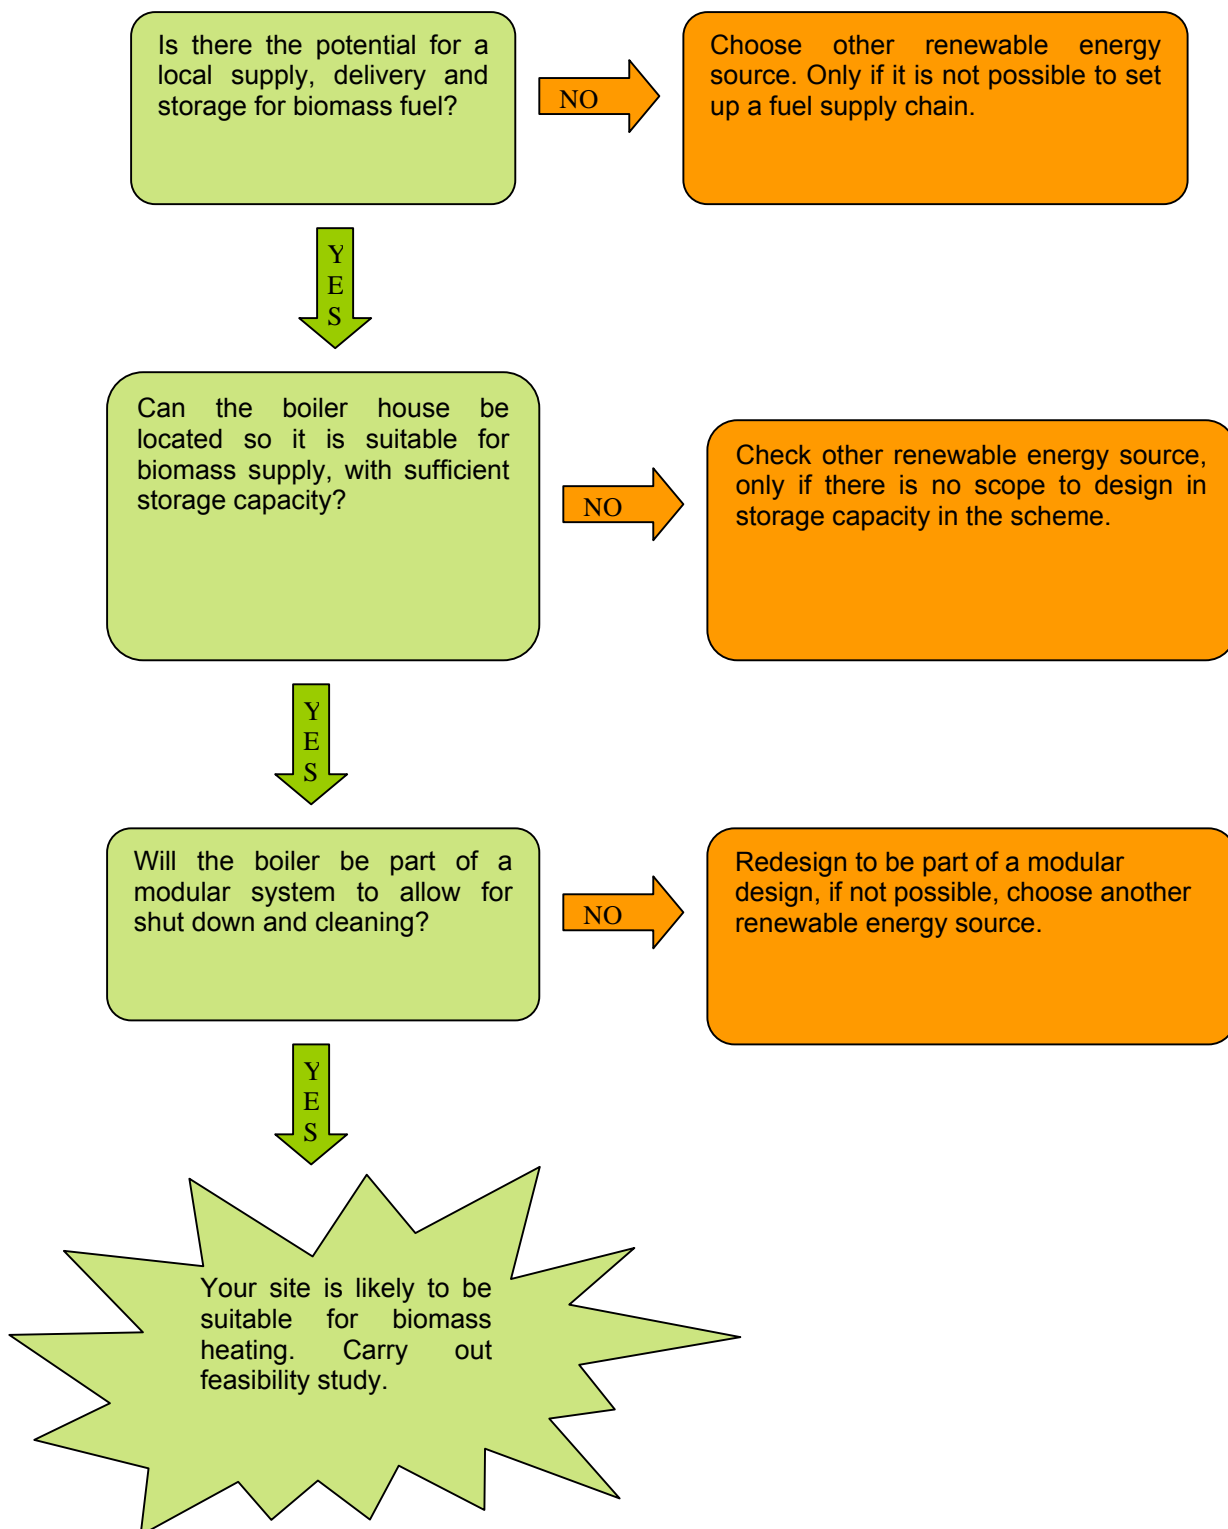 Is there the potential for a
local supply, delivery and
storage for biomass fuel?
NO
Choose other renewable energy
source. Only if it is not possible to set
up a fuel supply chain.
Y
E
S
Can the boiler house be
located so it is suitable for
biomass supply, with sufficient
storage capacity?
NO
Check other renewable energy source,
only if there is no scope to design in
storage capacity in the scheme.
Y
E
S
Will the boiler be part of a
modular system to allow for
shut down and cleaning?
NO
Redesign to be part of a modular
design, if not possible, choose another
renewable energy source.
Y
E
S
Your site is likely to be
suitable for biomass
heating. Carry out
feasibility study.